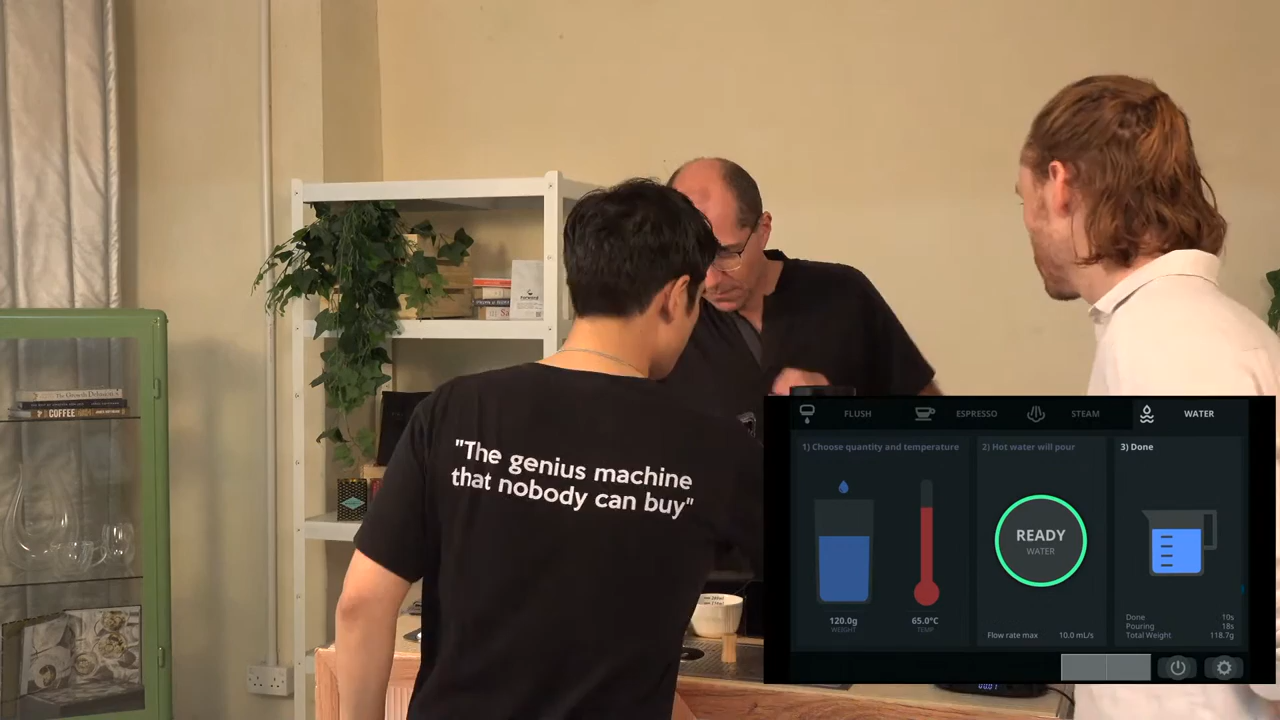 "The genius machine
that nobody can buy"
COFFEE
FLUSH
ESPRESSO
STEAM
WATER
1) Choose quantity and temperature
120.0g
WEIGHT
65.0°C
TEMP
2) Hot water will pour
READY
WATER
Flow rate max 10.0 mL/s
3) Done
Done 19s
Pouring 18s
Total Weight 118.7g